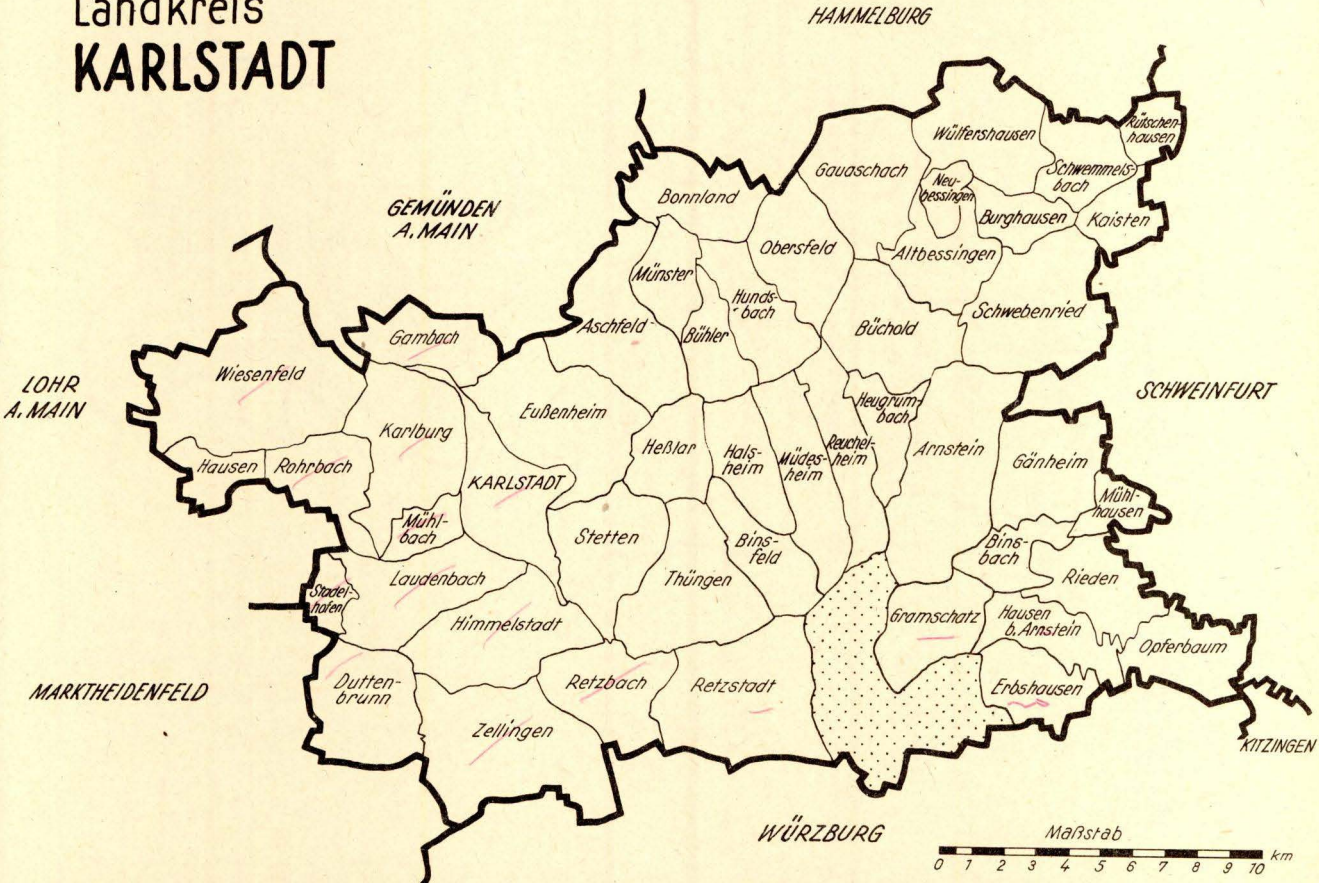 Landkreis
KARLSTADT
HAMMELBURG
GEMÜNDEN
A. MAIN
LOHR
A. MAIN
SCHWEINFURT
MARKTHEIDENFELD
WÜRZBURG
KITZINGEN
Rütschen-
hausen
Wülfershausen
Schwemmels-
bach
Gauaschach
Neu-
bessingen
Burghausen
Kaisten
Bonnland
Obersfeld
Altbessingen
Münster
Hunds-
bach
Schwebenried
Büchold
Bühler
Aschfeld
Gambach
Wiesenfeld
Eußenheim
Heugrum-
bach
Karlburg
Heßlar
Hals-
heim
Müdes-
heim
Reuchel-
heim
Arnstein
Gänheim
Hausen
Rohrbach
KARLSTADT
Mühl-
hausen
Mühl-
bach
Stetten
Bins-
feld
Bins-
bach
Rieden
Laudenbach
Thüngen
Stadel-
hofen
Himmelstadt
Gramschatz
Hausen
b. Arnstein
Opferbaum
Dutten-
brunn
Retzbach
Retzstadt
Erbshausen
Zellingen
Maßstab
0 1 2 3 4 5 6 7 8 9 10 km